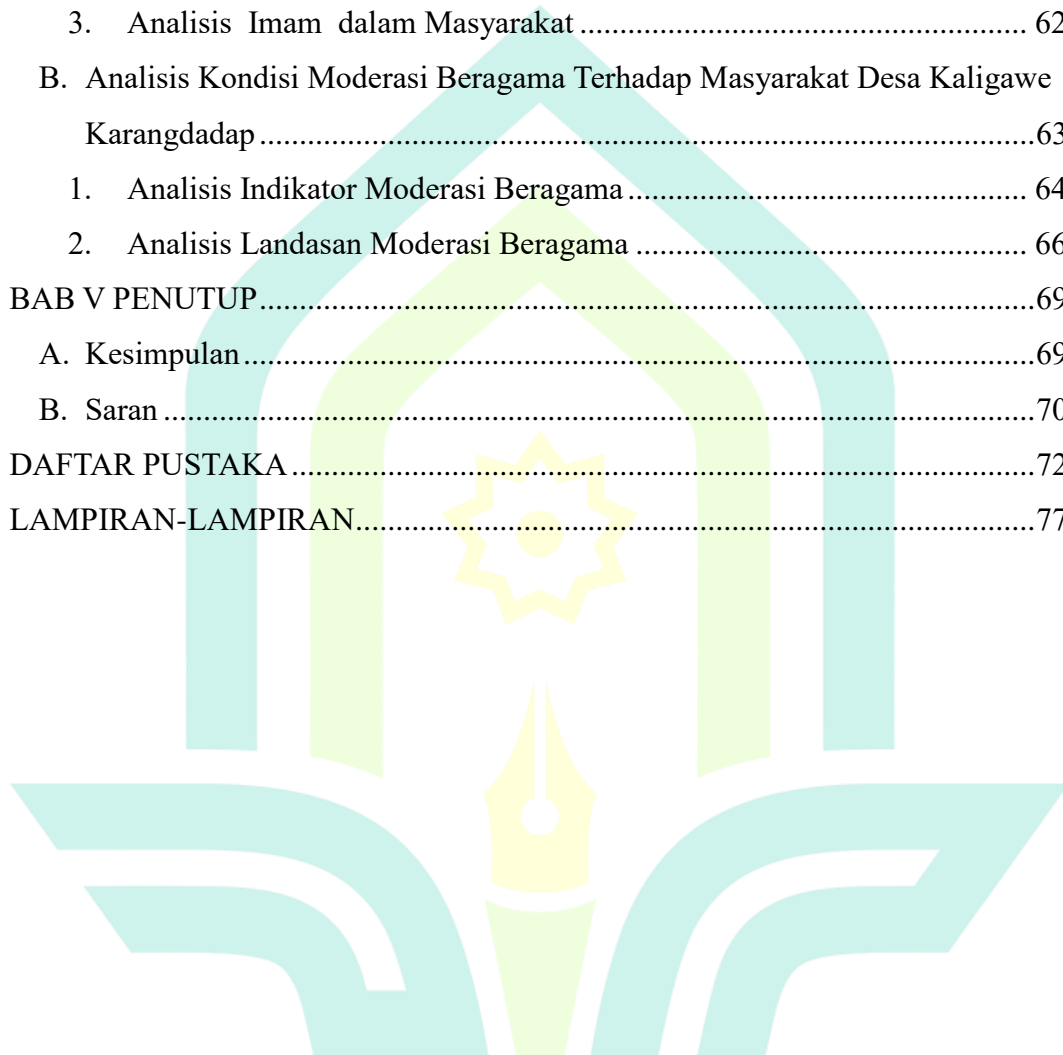 3. Analisis Imam dalam Masyarakat ........................................................ 62
B. Analisis Kondisi Moderasi Beragama Terhadap Masyarakat Desa Kaligawe
Karangdadap ........................................................ 63
1. Analisis Indikator Moderasi Beragama ........................................................ 64
2. Analisis Landasan Moderasi Beragama ........................................................ 66
BAB V PENUTUP ........................................................ 69
A. Kesimpulan ........................................................ 69
B. Saran ........................................................ 70
DAFTAR PUSTAKA ........................................................ 72
LAMPIRAN-LAMPIRAN ........................................................ 77